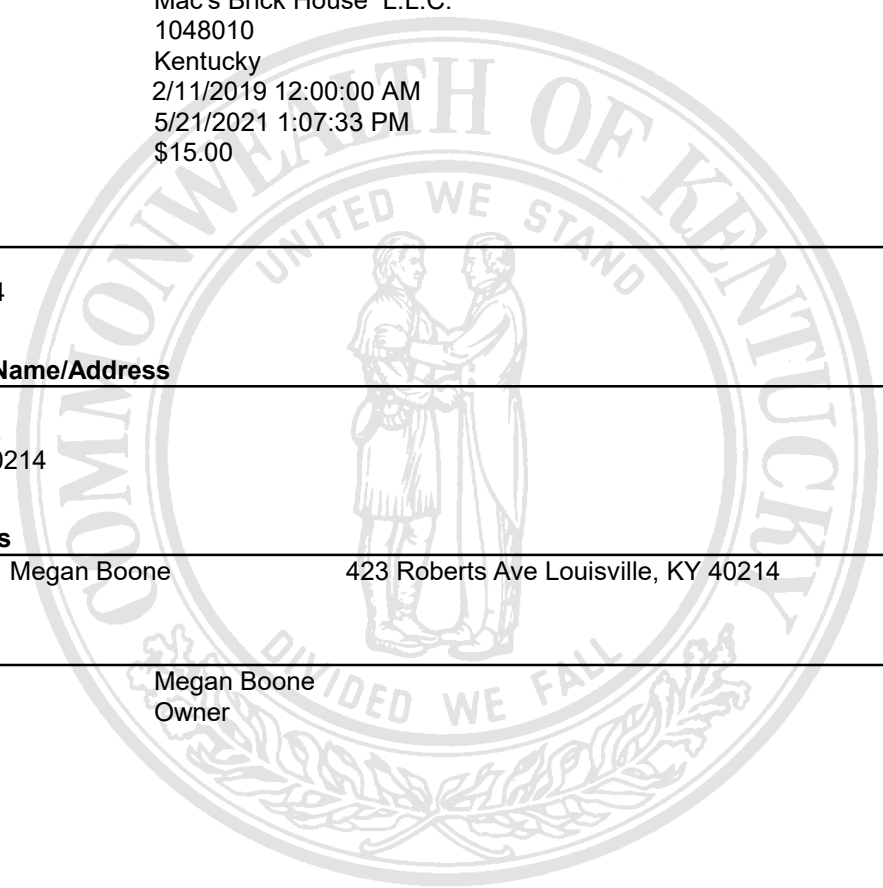 Mac's Brick House L.L.C.
1048010
Kentucky
2/11/2019 12:00:00 AM
5/21/2021 1:07:33 PM
$15.00
4
Name/Address
0214
s
Megan Boone 423 Roberts Ave Louisville, KY 40214
Megan Boone
Owner
COMMONWEALTH OF KENTUCKY
UNITED WE STAND
DIVIDED WE FALL